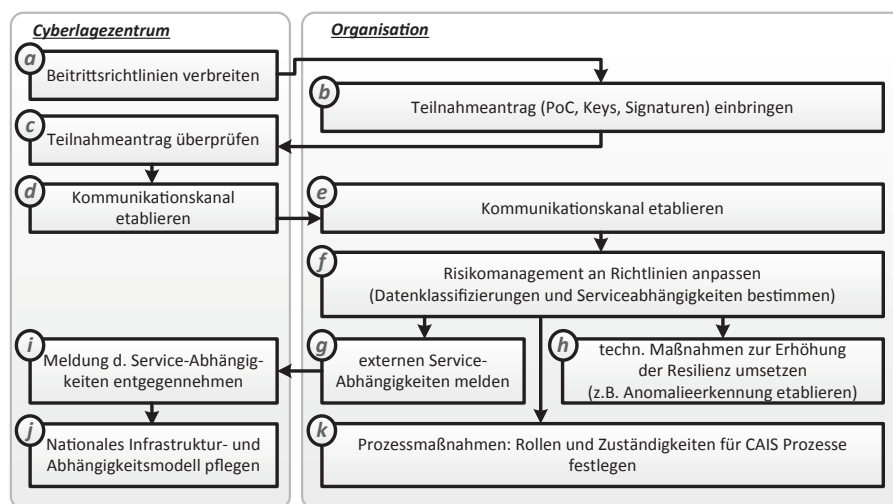 Cyberlagezentrum
Organisation
a
Beitrittsrichtlinien verbreiten
b
Teilnahmeantrag (PoC, Keys, Signaturen) einbringen
c
Teilnahmeantrag überprüfen
d
Kommunikationskanal
etablieren
e
Kommunikationskanal etablieren
f
Risikomanagement an Richtlinien anpassen
(Datenklassifizierungen und Serviceabhängigkeiten bestimmen)
g
externen Service-
Abhängigkeiten melden
h
techn. Maßnahmen zur Erhöhung
der Resilienz umsetzen
(z.B. Anomalieerkennung etablieren)
i
Meldung d. Service-Abhängig-
keiten entgegennehmen
j
Nationales Infrastruktur- und
Abhängigkeitsmodell pflegen
k
Prozessmaßnahmen: Rollen und Zuständigkeiten für CAIS Prozesse
festlegen